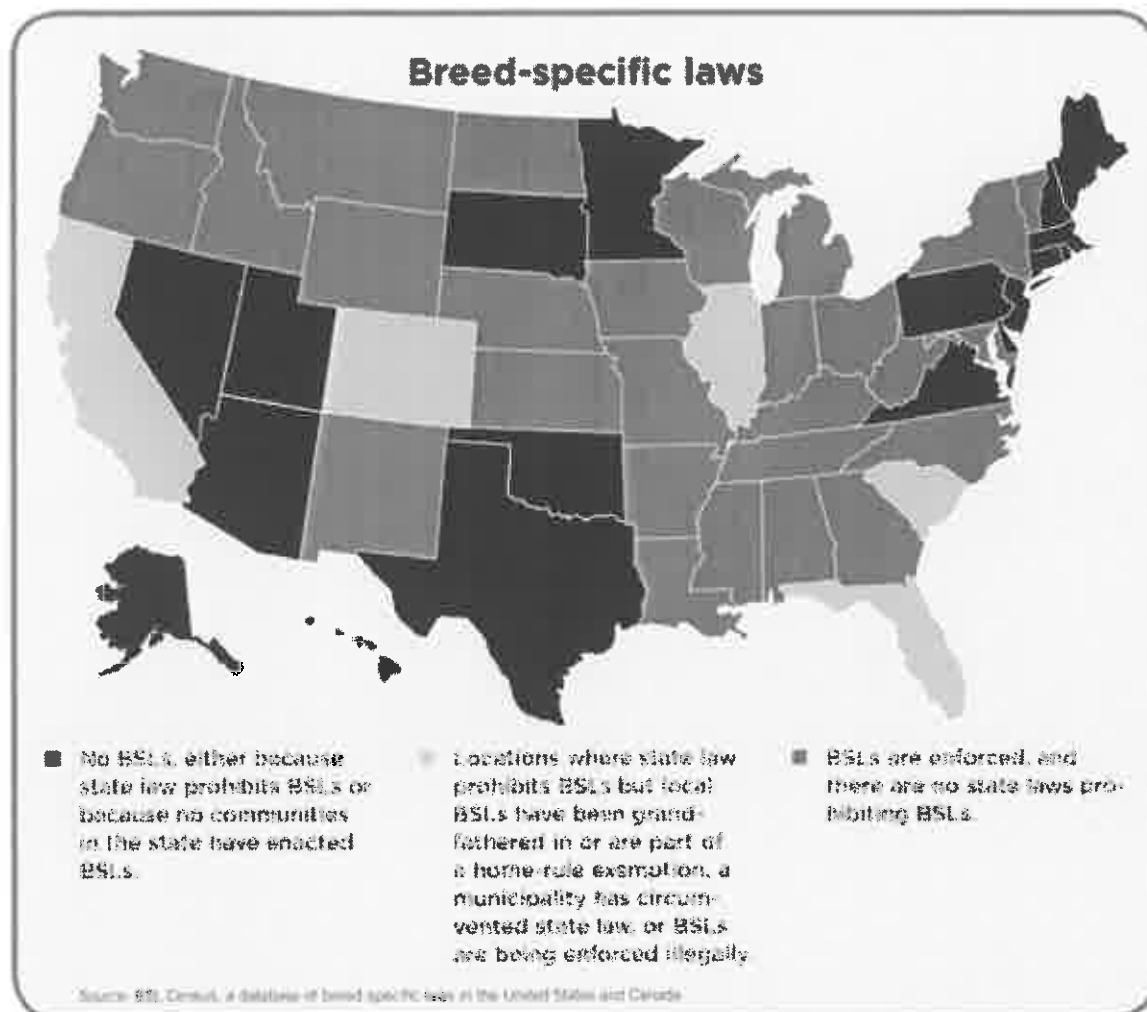 Breed-specific laws
No BSLs, either because
state law prohibits BSLs or
because no communities
in the state have enacted
BSLs.
Locations where state law
prohibits BSLs but local
BSLs have been grand-
fathered in or are part of
a home-rule exemption, a
municipality has circum-
vented state law, or BSLs
are being enforced illegally.
BSLs are enforced, and
there are no state laws pro-
hibiting BSLs.
Source: BSL Census, a database of breed specific laws in the United States and Canada